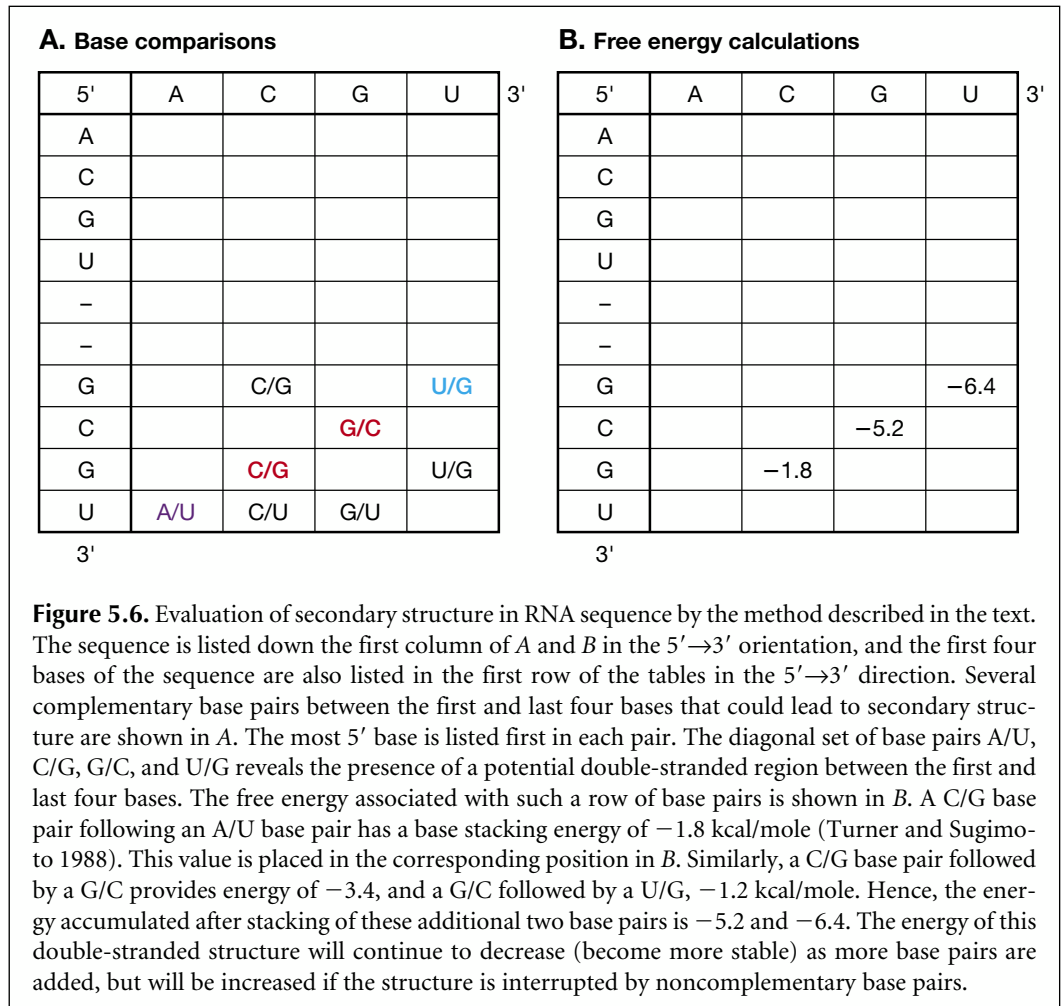 A. Base comparisons
5' A C G U 3'
A
C
G
U
–
–
G C/G U/G
C G/C
G C/G U/G
U A/U C/U G/U
3'
B. Free energy calculations
5' A C G U 3'
A
C
G
U
–
–
G −6.4
C −5.2
G −1.8
U
3'
Figure 5.6. Evaluation of secondary structure in RNA sequence by the method described in the text.
The sequence is listed down the first column of A and B in the 5′→3′ orientation, and the first four
bases of the sequence are also listed in the first row of the tables in the 5′→3′ direction. Several
complementary base pairs between the first and last four bases that could lead to secondary struc-
ture are shown in A. The most 5′ base is listed first in each pair. The diagonal set of base pairs A/U,
C/G, G/C, and U/G reveals the presence of a potential double-stranded region between the first and
last four bases. The free energy associated with such a row of base pairs is shown in B. A C/G base
pair following an A/U base pair has a base stacking energy of −1.8 kcal/mole (Turner and Sugimo-
to 1988). This value is placed in the corresponding position in B. Similarly, a C/G base pair followed
by a G/C provides energy of −3.4, and a G/C followed by a U/G, −1.2 kcal/mole. Hence, the ener-
gy accumulated after stacking of these additional two base pairs is −5.2 and −6.4. The energy of this
double-stranded structure will continue to decrease (become more stable) as more base pairs are
added, but will be increased if the structure is interrupted by noncomplementary base pairs.